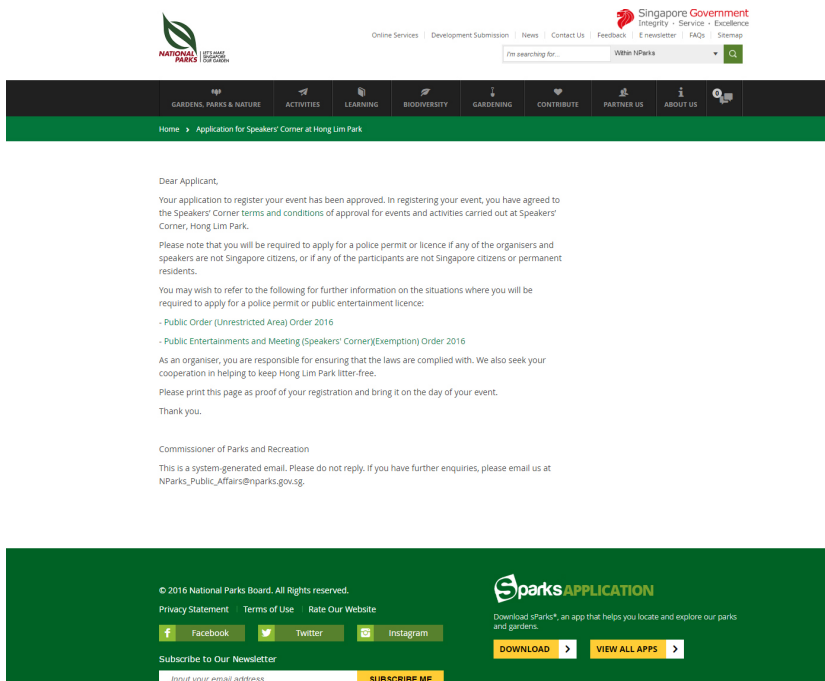 Singapore Government
Integrity · Service · Excellence
Online Services | Development Submission | News | Contact Us | Feedback | E newsletter | FAQs | Sitemap
NATIONAL PARKS
LET'S MAKE SINGAPORE OUR GARDEN
I'm searching for... Within NParks
GARDENS, PARKS & NATURE ACTIVITIES LEARNING BIODIVERSITY GARDENING CONTRIBUTE PARTNER US ABOUT US 0
Home > Application for Speakers' Corner at Hong Lim Park
Dear Applicant,
Your application to register your event has been approved. In registering your event, you have agreed to
the Speakers' Corner terms and conditions of approval for events and activities carried out at Speakers'
Corner, Hong Lim Park.
Please note that you will be required to apply for a police permit or licence if any of the organisers and
speakers are not Singapore citizens, or if any of the participants are not Singapore citizens or permanent
residents.
You may wish to refer to the following for further information on the situations where you will be
required to apply for a police permit or public entertainment licence:
- Public Order (Unrestricted Area) Order 2016
- Public Entertainments and Meeting (Speakers' Corner)(Exemption) Order 2016
As an organiser, you are responsible for ensuring that the laws are complied with. We also seek your
cooperation in helping to keep Hong Lim Park litter-free.
Please print this page as proof of your registration and bring it on the day of your event.
Thank you.
Commissioner of Parks and Recreation
This is a system-generated email. Please do not reply. If you have further enquiries, please email us at
NParks_Public_Affairs@nparks.gov.sg.
© 2016 National Parks Board. All Rights reserved.
Privacy Statement | Terms of Use | Rate Our Website
Facebook Twitter Instagram
Subscribe to Our Newsletter
Input your email address SUBSCRIBE ME
Sparks APPLICATION
Download sParks*, an app that helps you locate and explore our parks
and gardens.
DOWNLOAD > VIEW ALL APPS >